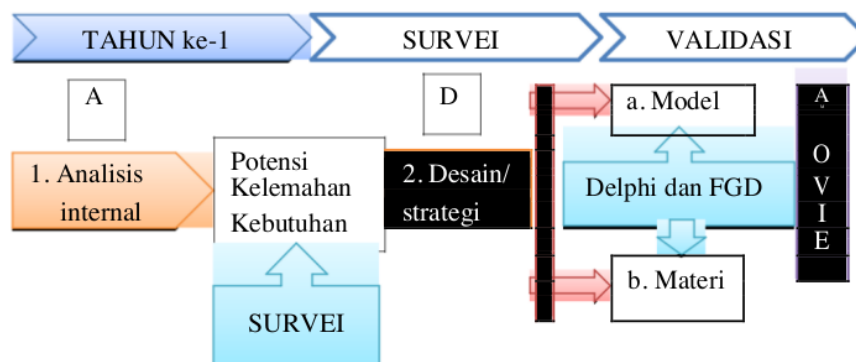 TAHUN ke-1
SURVEI
VALIDASI
A
D
1. Analisis
internal
Potensi
Kelemahan
Kebutuhan
2. Desain/
strategi
a. Model
Delphi dan FGD
b. Materi
SURVEI
A
O
V
I
E